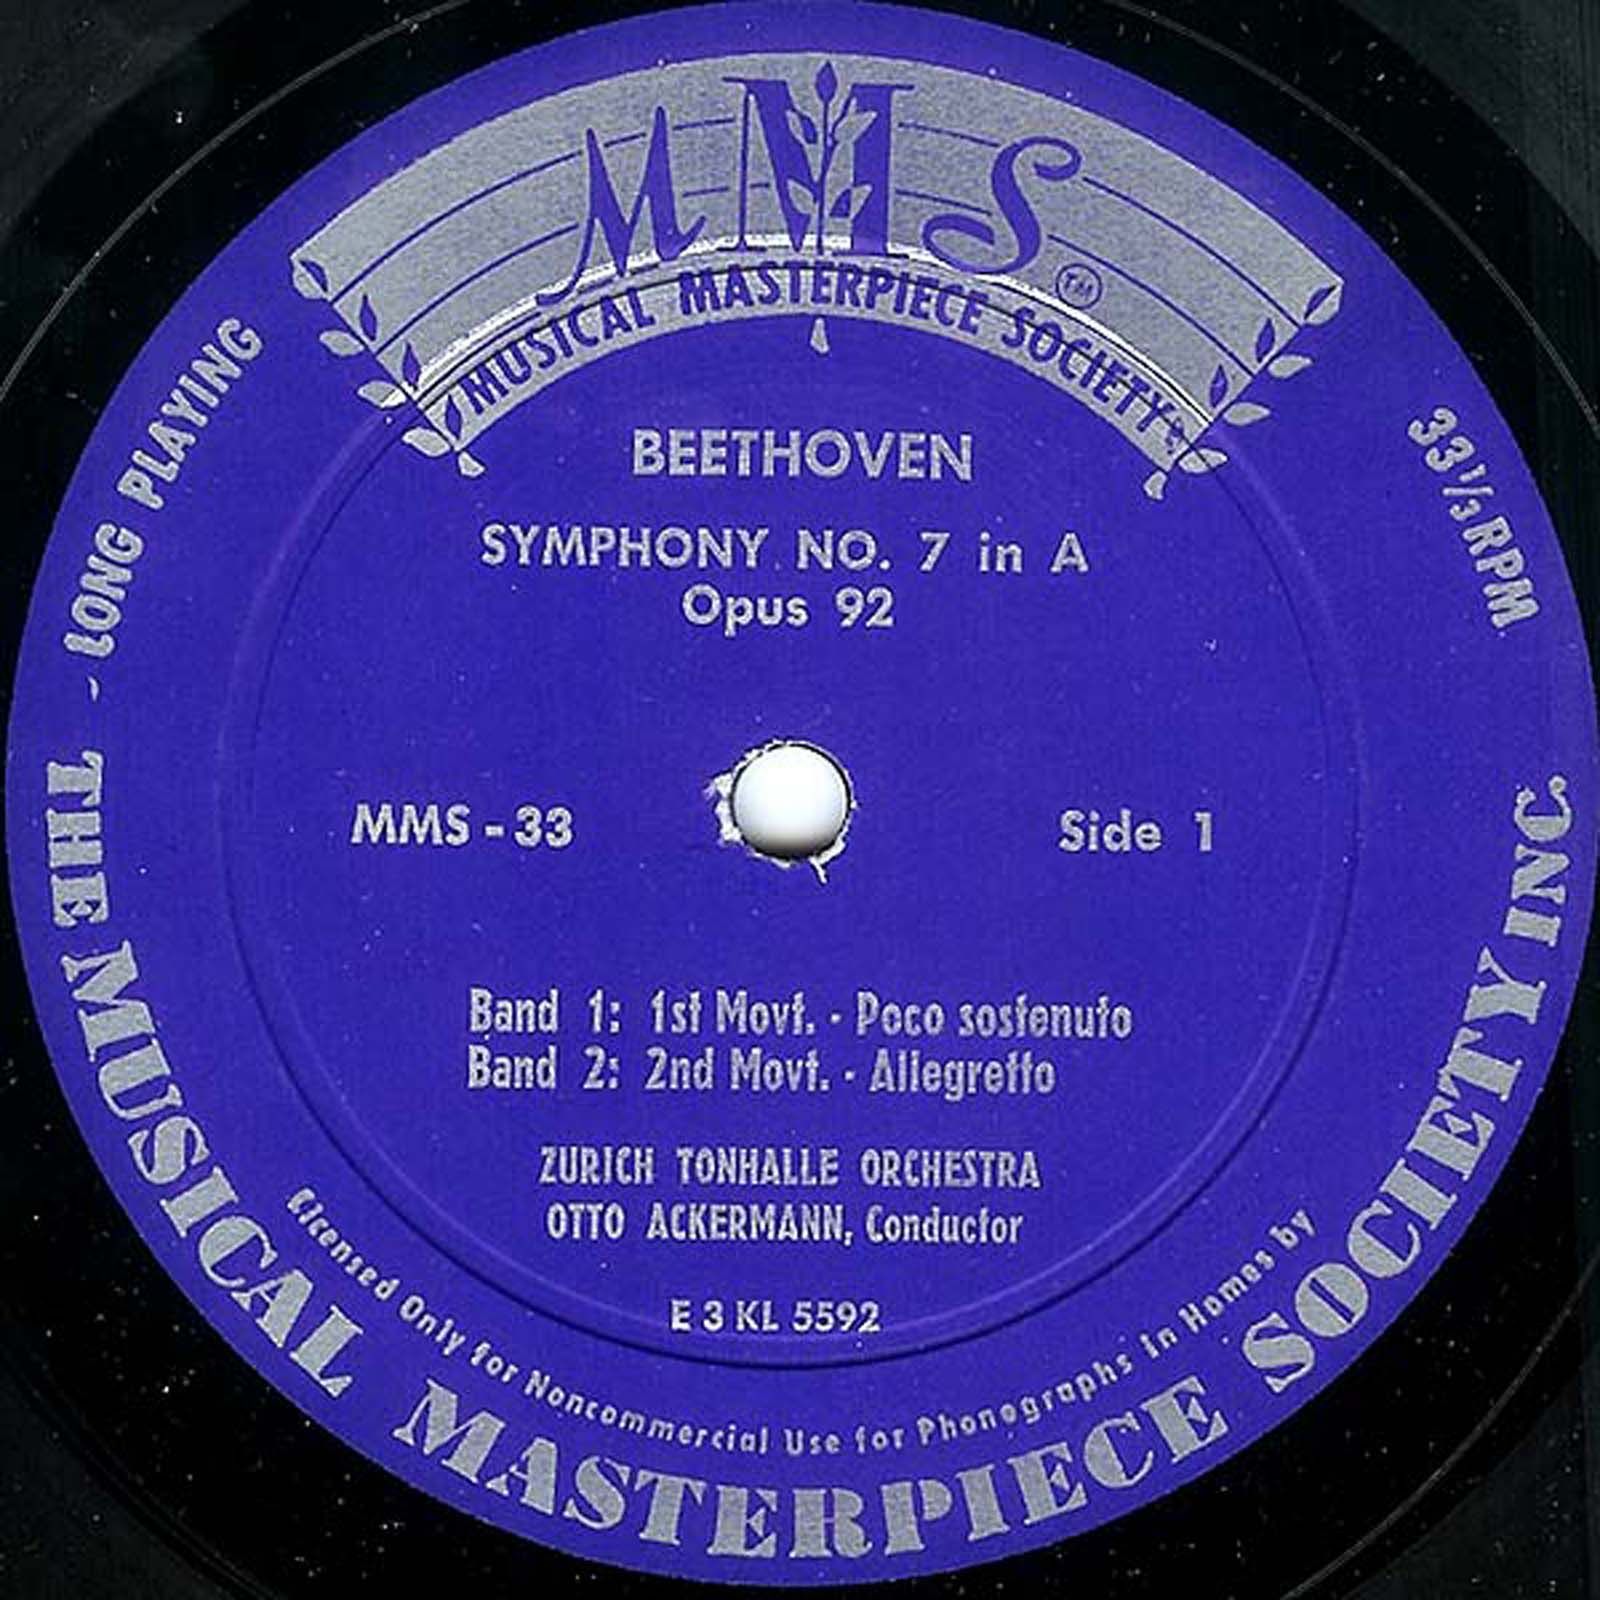 MMS TM
MUSICAL MASTERPIECE SOCIETY
- LONG PLAYING
33 1/3 RPM
BEETHOVEN
SYMPHONY NO. 7 in A
Opus 92
MMS - 33
Side 1
Band 1: 1st Movt. · Poco sostenuto
Band 2: 2nd Movt. · Allegretto
ZURICH TONHALLE ORCHESTRA
OTTO ACKERMANN, Conductor
E 3 KL 5592
Licensed Only for Noncommercial Use for Phonographs in Homes by
THE MUSICAL MASTERPIECE SOCIETY INC.